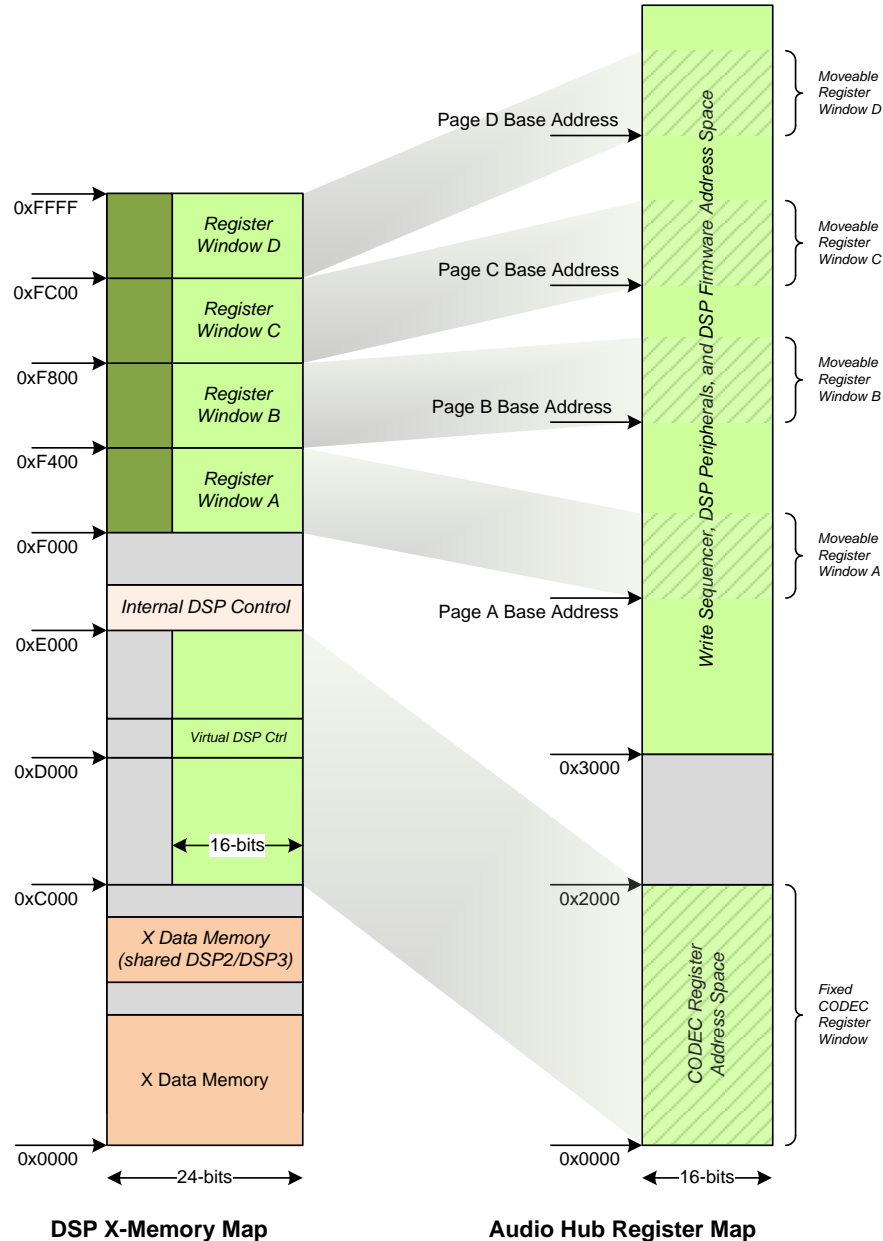 0xFFFF
Register
Window D
0xFC00
Register
Window C
0xF800
Register
Window B
0xF400
Register
Window A
0xF000
Internal DSP Control
0xE000
Virtual DSP Ctrl
0xD000
16-bits
0xC000
X Data Memory
(shared DSP2/DSP3)
X Data Memory
0x0000
24-bits
DSP X-Memory Map
Page D Base Address
Page C Base Address
Page B Base Address
Page A Base Address
Write Sequencer, DSP Peripherals, and DSP Firmware Address Space
Moveable
Register
Window D
Moveable
Register
Window C
Moveable
Register
Window B
Moveable
Register
Window A
0x3000
0x2000
CODEC Register
Address Space
Fixed
CODEC
Register
Window
0x0000
16-bits
Audio Hub Register Map